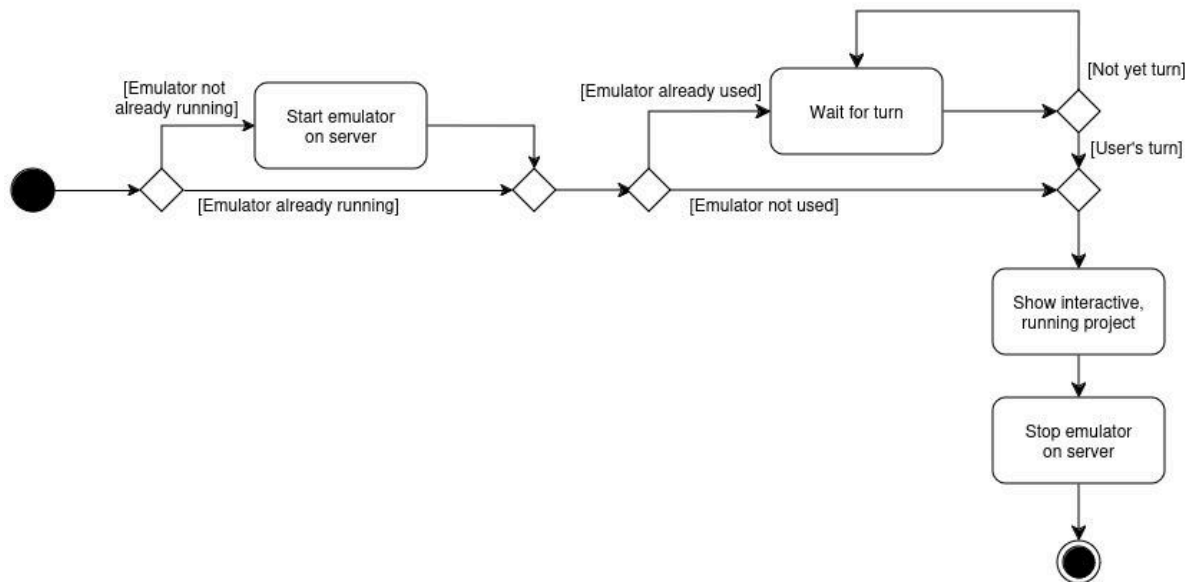 [Emulator not
already running]
Start emulator
on server
[Emulator already running]
[Emulator already used]
Wait for turn
[Not yet turn]
[User's turn]
[Emulator not used]
Show interactive,
running project
Stop emulator
on server